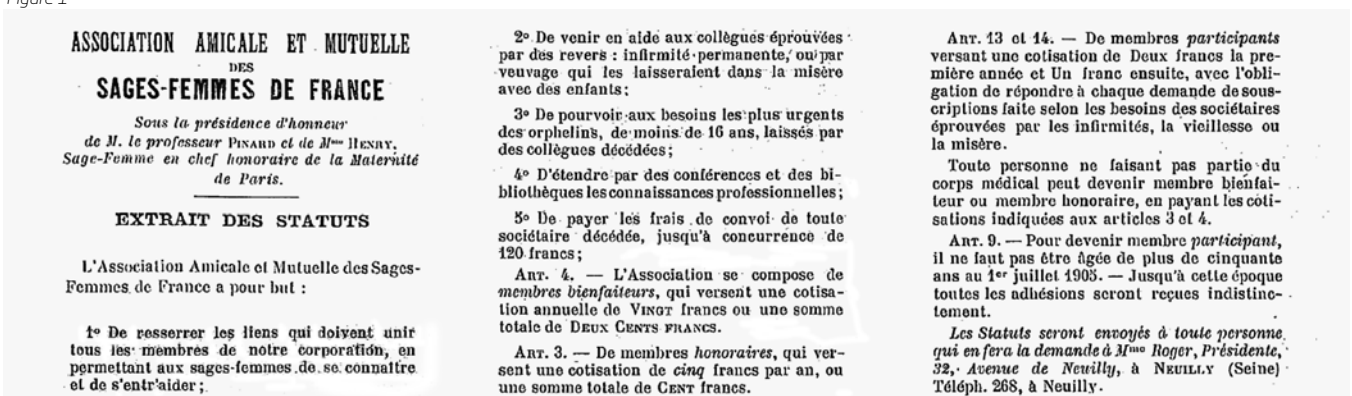 Figure 1
ASSOCIATION AMICALE ET MUTUELLE
DES
SAGES-FEMMES DE FRANCE
Sous la présidence d'honneur
de M. le professeur PINARD et de Mme HENRY,
Sage-Femme en chef honoraire de la Maternité
de Paris.
EXTRAIT DES STATUTS
L'Association Amicale et Mutuelle des Sages-
Femmes de France a pour but :
1º De resserrer les liens qui doivent unir
tous les membres de notre corporation, en
permettant aux sages-femmes de se connaître
et de s'entr'aider ;
2º De venir en aide aux collègues éprouvées
par des revers : infirmité permanente, ou par
veuvage qui les laisseraient dans la misère
avec des enfants ;
3º De pourvoir aux besoins les plus urgents
des orphelins, de moins de 16 ans, laissés par
des collègues décédées ;
4º D'étendre par des conférences et des bi-
bliothèques les connaissances professionnelles ;
5º De payer les frais de convoi de toute
sociétaire décédée, jusqu'à concurrence de
120 francs ;
ART. 4. — L'Association se compose de
membres bienfaiteurs, qui versent une cotisa-
tion annuelle de VINGT francs ou une somme
totale de DEUX CENTS FRANCS.
ART. 3. — De membres honoraires, qui ver-
sent une cotisation de cinq francs par an, ou
une somme totale de CENT francs.
ART. 13 et 14. — De membres participants
versant une cotisation de Deux francs la pre-
mière année et Un franc ensuite, avec l'obli-
gation de répondre à chaque demande de sous-
criptions faite selon les besoins des sociétaires
éprouvées par les infirmités, la vieillesse ou
la misère.
Toute personne ne faisant pas partie du
corps médical peut devenir membre bienfai-
teur ou membre honoraire, en payant les coti-
sations indiquées aux articles 3 et 4.
ART. 9. — Pour devenir membre participant,
il ne faut pas être âgée de plus de cinquante
ans au 1er juillet 1905. — Jusqu'à cette époque
toutes les adhésions seront reçues indistinc-
tement.
Les Statuts seront envoyés à toute personne
qui en fera la demande à Mme Roger, Présidente,
32, Avenue de Neuilly, à NEUILLY (Seine)
Téléph. 268, à Neuilly.